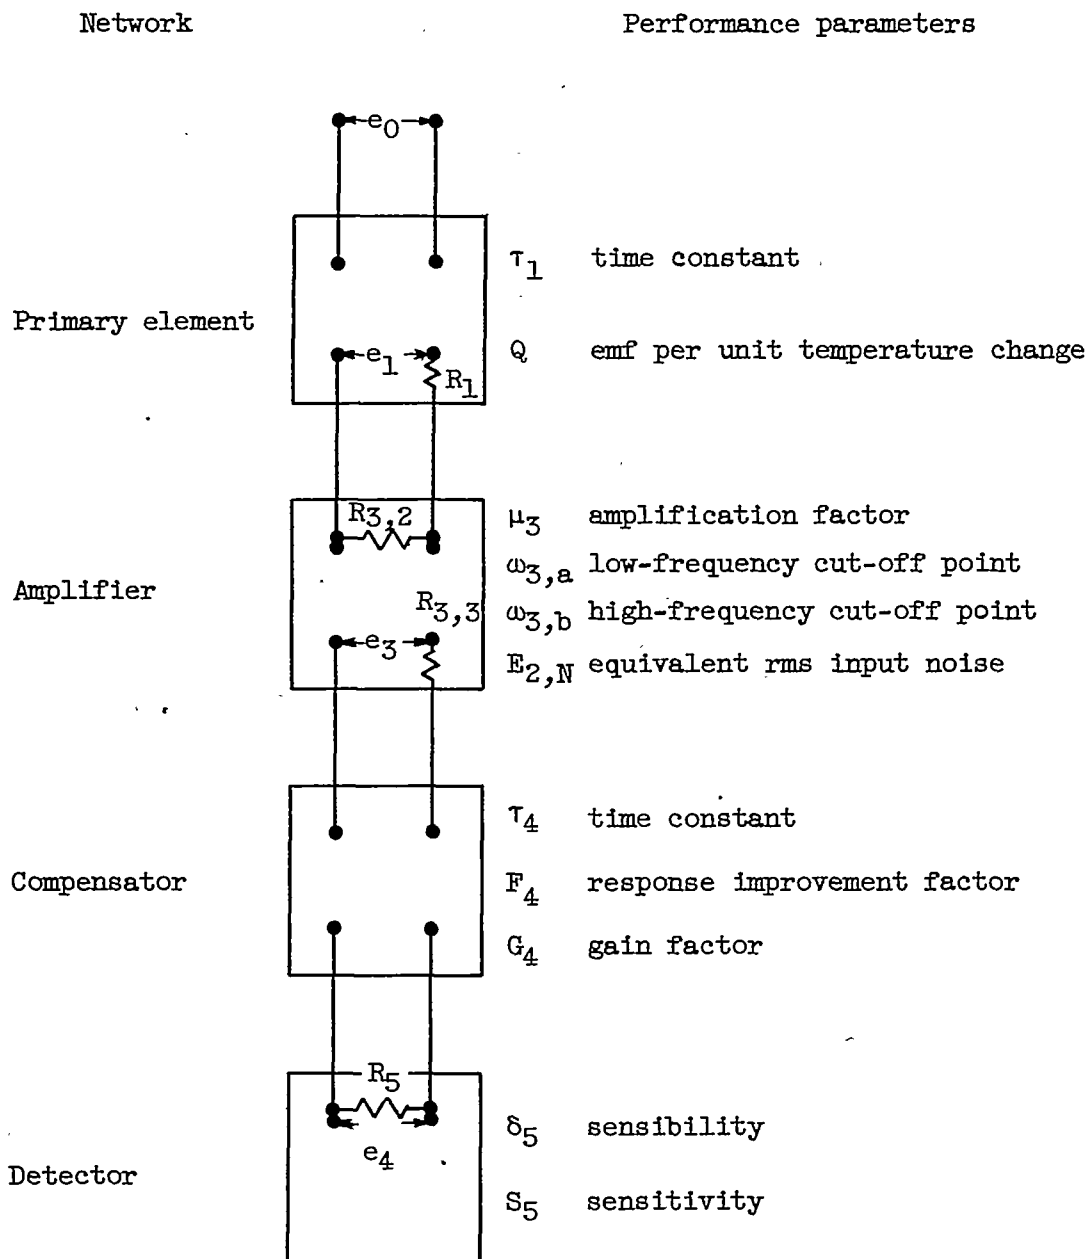 Network Performance parameters
e₀
τ₁ time constant
Primary element
e₁ R₁ Q emf per unit temperature change
R₃,₂ μ₃ amplification factor
ω₃,ₐ low-frequency cut-off point
Amplifier
R₃,₃ ω₃,b high-frequency cut-off point
e₃ E₂,N equivalent rms input noise
τ₄ time constant
Compensator F₄ response improvement factor
G₄ gain factor
R₅
δ₅ sensibility
e₄
Detector
S₅ sensitivity